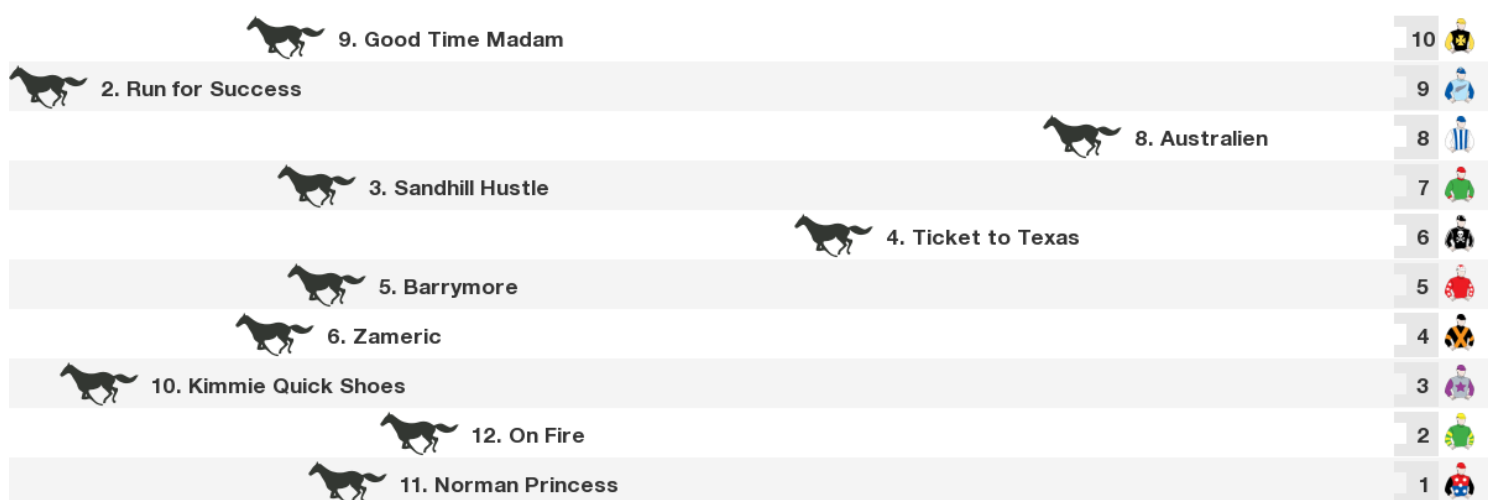 9. Good Time Madam 10
2. Run for Success 9
8. Australien 8
3. Sandhill Hustle 7
4. Ticket to Texas 6
5. Barrymore 5
6. Zameric 4
10. Kimmie Quick Shoes 3
12. On Fire 2
11. Norman Princess 1